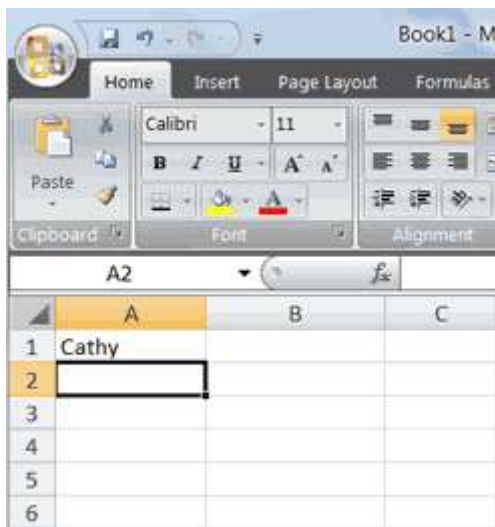 Book1 - M
Home Insert Page Layout Formulas
Calibri 11
B I U A A
Paste A
Clipboard Font Alignment
A2 fx
A B C
1 Cathy
2
3
4
5
6